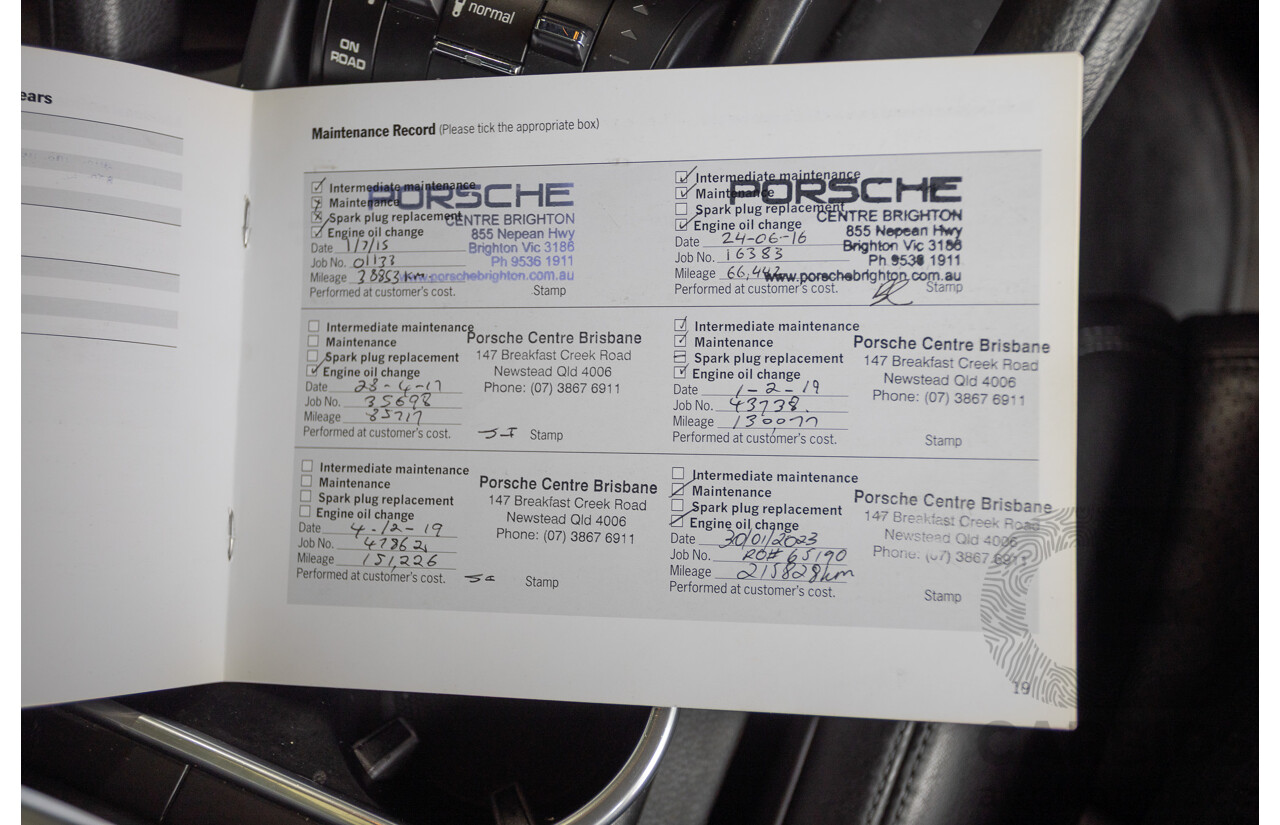 normal
ON
ROAD
ears
Maintenance Record (Please tick the appropriate box)
Intermediate maintenance
Maintenance
Spark plug replacement
Engine oil change
Date 1/7/15
Job No. 01133
Mileage 38853 km.
Performed at customer's cost.
PORSCHE
CENTRE BRIGHTON
855 Nepean Hwy
Brighton Vic 3186
Ph 9536 1911
www.porschebrighton.com.au
Stamp
Intermediate maintenance
Maintenance
Spark plug replacement
Engine oil change
Date 24-06-16
Job No. 16383
Mileage 66,442
Performed at customer's cost.
PORSCHE
CENTRE BRIGHTON
855 Nepean Hwy
Brighton Vic 3186
Ph 9536 1911
www.porschebrighton.com.au
Stamp
Intermediate maintenance
Maintenance
Spark plug replacement
Engine oil change
Date 28-4-17
Job No. 35698
Mileage 85717
Performed at customer's cost.
Porsche Centre Brisbane
147 Breakfast Creek Road
Newstead Qld 4006
Phone: (07) 3867 6911
Stamp
Intermediate maintenance
Maintenance
Spark plug replacement
Engine oil change
Date 1-2-19
Job No. 43738.
Mileage 130077
Performed at customer's cost.
Porsche Centre Brisbane
147 Breakfast Creek Road
Newstead Qld 4006
Phone: (07) 3867 6911
Stamp
Intermediate maintenance
Maintenance
Spark plug replacement
Engine oil change
Date 4-12-19
Job No.
Mileage 151,226
Performed at customer's cost.
Porsche Centre Brisbane
147 Breakfast Creek Road
Newstead Qld 4006
Phone: (07) 3867 6911
Stamp
Intermediate maintenance
Maintenance
Spark plug replacement
Engine oil change
Date 30/01/2023
Job No. RO# 65190
Mileage 215828km
Performed at customer's cost.
Porsche Centre Brisbane
147 Breakfast Creek Road
Newstead Qld 4006
Phone: (07) 3867 6911
Stamp
19